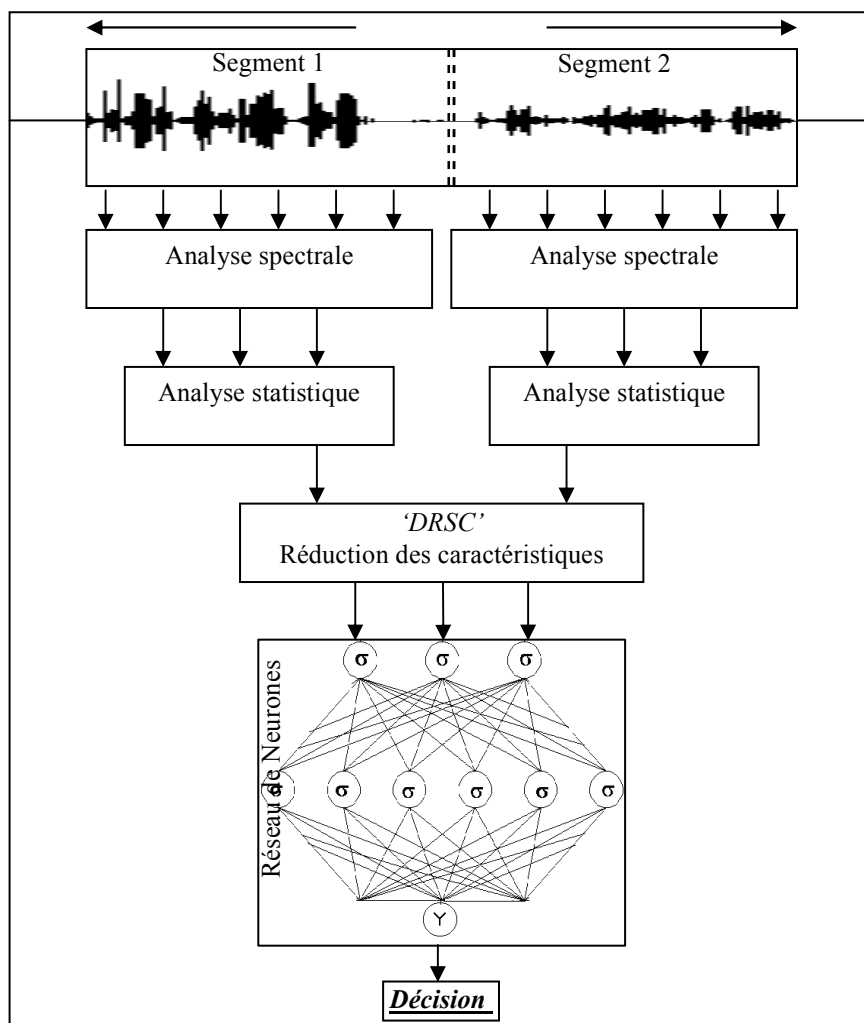 Segment 1 Segment 2
Analyse spectrale Analyse spectrale
Analyse statistique Analyse statistique
‘DRSC’
Réduction des caractéristiques
Réseau de Neurones
σ σ σ
σ σ σ σ σ σ
Y
Décision